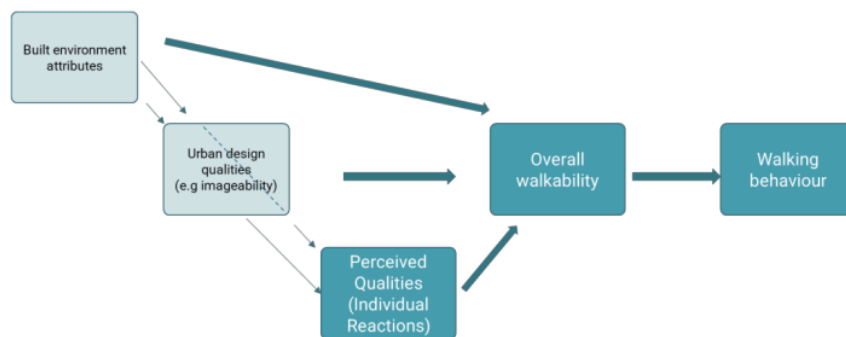 Built environment
attributes
Urban design
qualities
(e.g imageability)
Overall
walkability
Walking
behaviour
Perceived
Qualities
(Individual
Reactions)